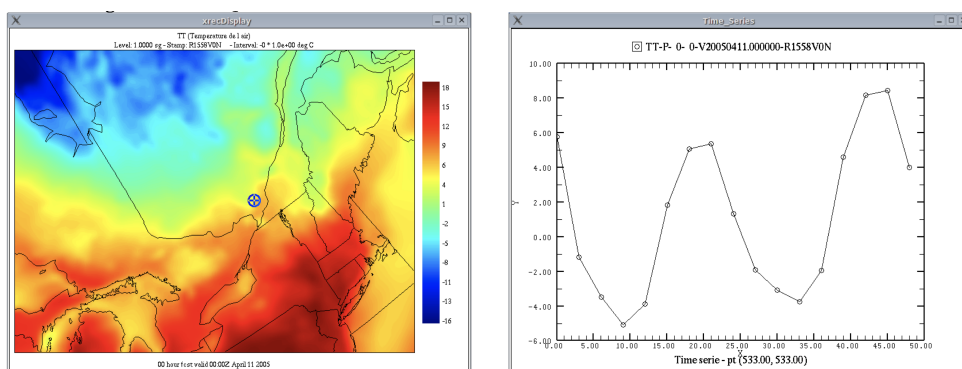 xrecDisplay
TT (Temperature de l air)
Level: 1.0000 sg - Stamp: R1558V0N - Interval: -0 * 1.0e+00 deg C
18
15
12
9
6
4
1
-2
-5
-8
-11
-13
-16
00 hour fcst valid 00:00Z April 11 2005
Time_Series
TT-P- 0- 0-V20050411.000000-R1558V0N
10.00
8.00
6.00
4.00
2.00
0.00
-2.00
-4.00
-6.00
Y
0.00 5.00 10.00 15.00 20.00 25.00 30.00 35.00 40.00 45.00 50.00
X
Time serie - pt (533.00, 533.00)